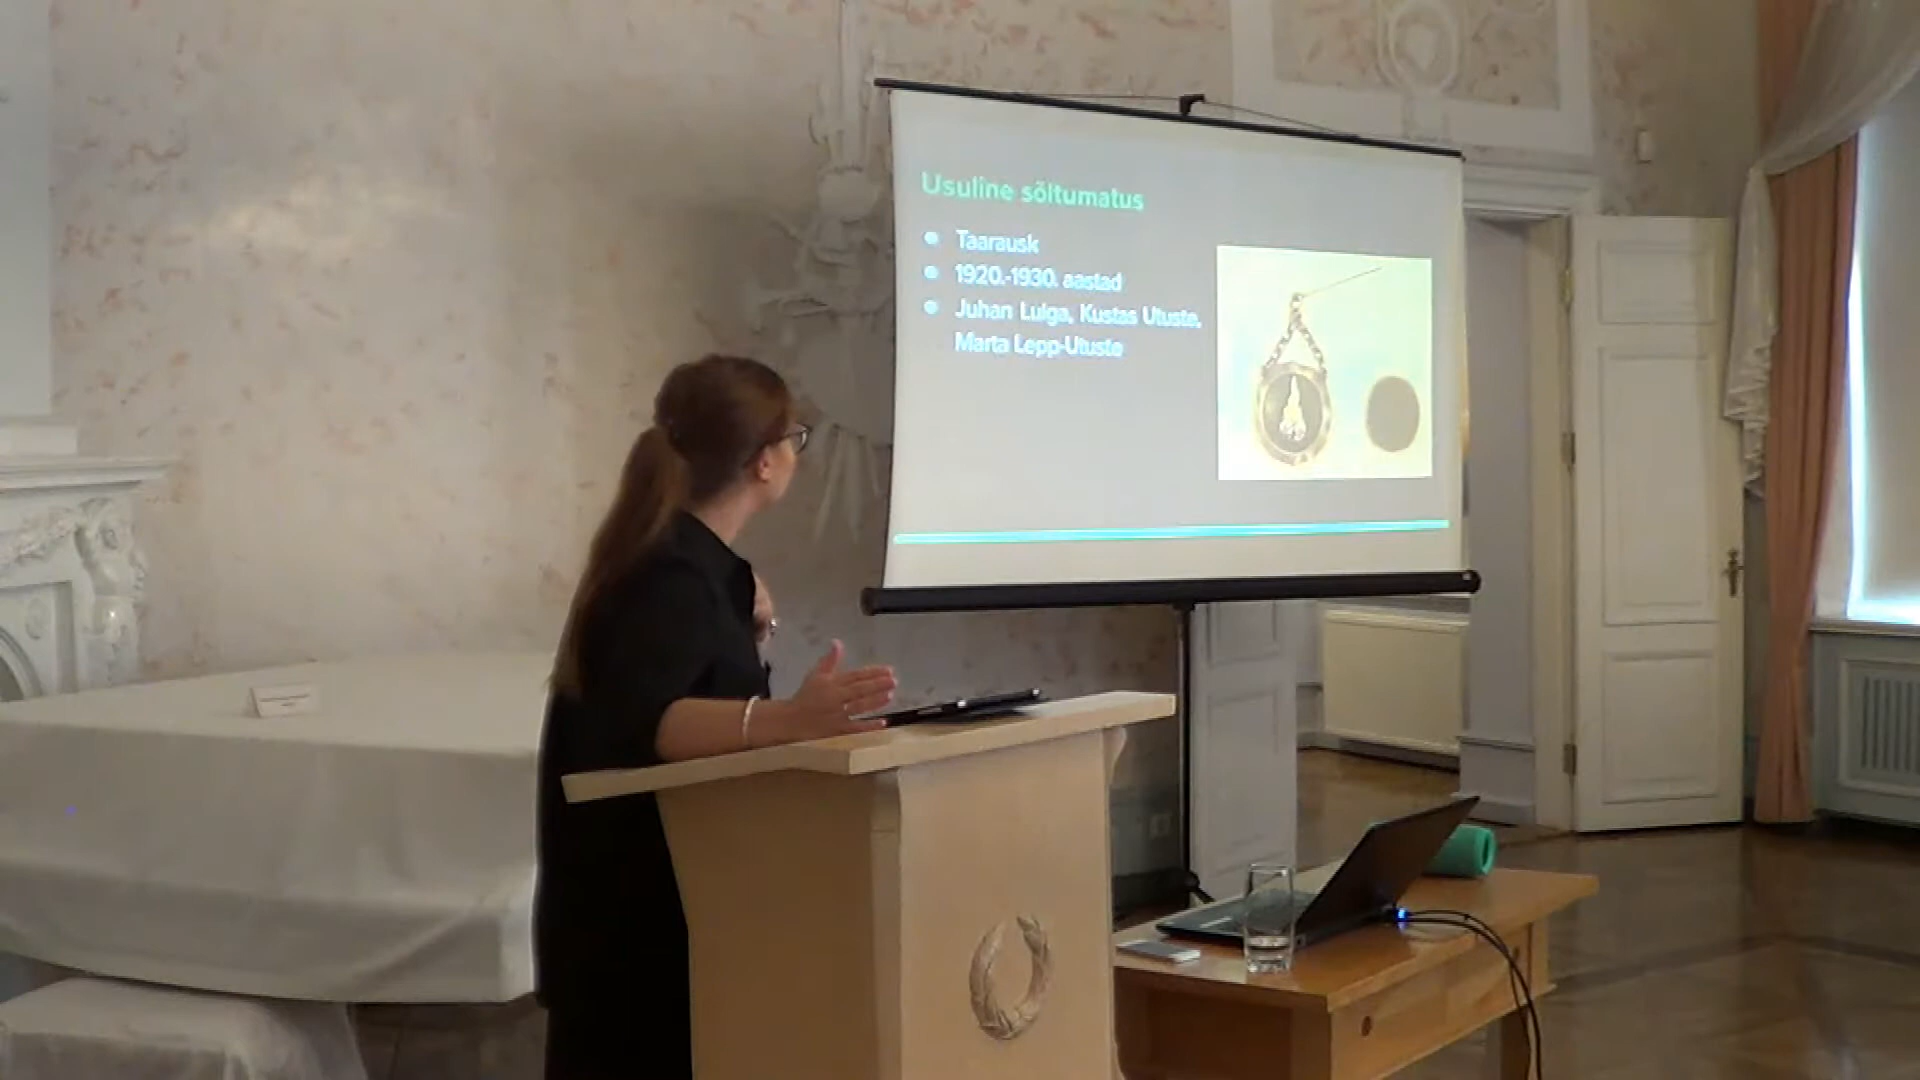 Usuline sõltumatus
Taarausk
1920.-1930. aastad
Juhan Luiga, Kustas Utuste,
Marta Lepp-Utuste